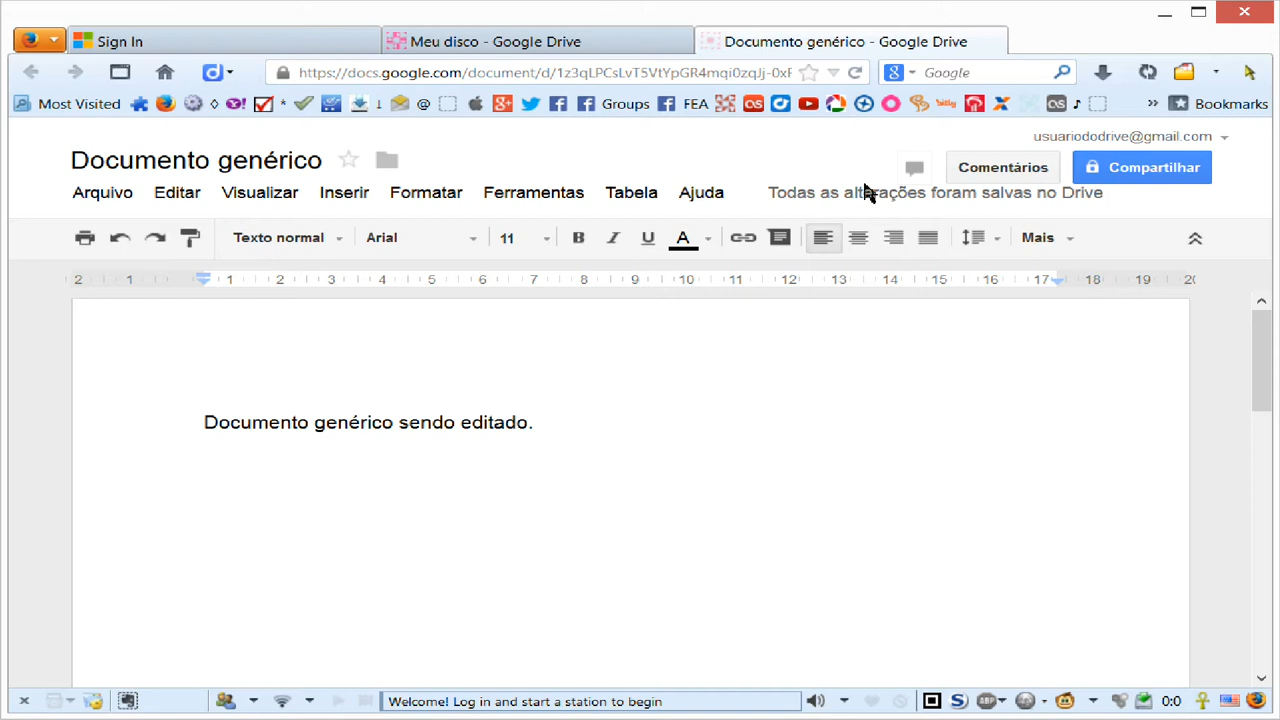 Sign In
Meu disco - Google Drive
Documento genérico - Google Drive
https://docs.google.com/document/d/1z3qLPCsLvT5VtYpGR4mqi0zqJj-0xF
Google
Most Visited
Groups
FEA
Bookmarks
usuariododrive@gmail.com
Documento genérico
Comentários
Compartilhar
Arquivo Editar Visualizar Inserir Formatar Ferramentas Tabela Ajuda Todas as alterações foram salvas no Drive
Texto normal Arial 11 B I U A Mais
2 1 1 2 3 4 5 6 7 8 9 10 11 12 13 14 15 16 17 18 19 20
Documento genérico sendo editado.
Welcome! Log in and start a station to begin
0:0